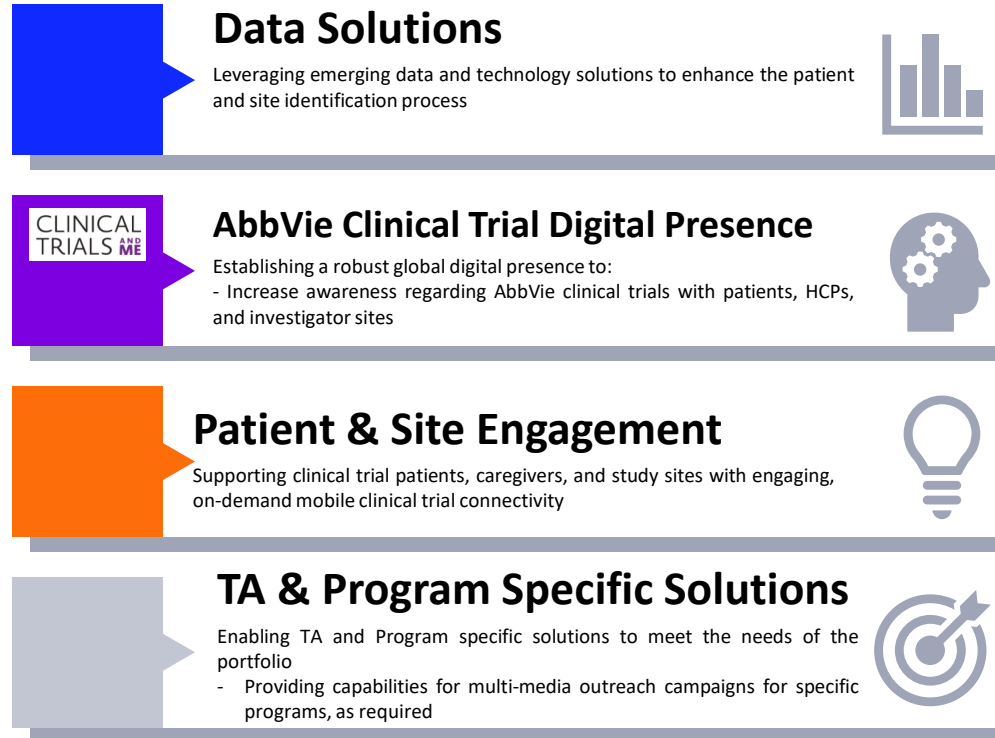 Data Solutions
Leveraging emerging data and technology solutions to enhance the patient
and site identification process
CLINICAL
TRIALS AND ME
AbbVie Clinical Trial Digital Presence
Establishing a robust global digital presence to:
- Increase awareness regarding AbbVie clinical trials with patients, HCPs,
and investigator sites
Patient & Site Engagement
Supporting clinical trial patients, caregivers, and study sites with engaging,
on-demand mobile clinical trial connectivity
TA & Program Specific Solutions
Enabling TA and Program specific solutions to meet the needs of the
portfolio
- Providing capabilities for multi-media outreach campaigns for specific
programs, as required